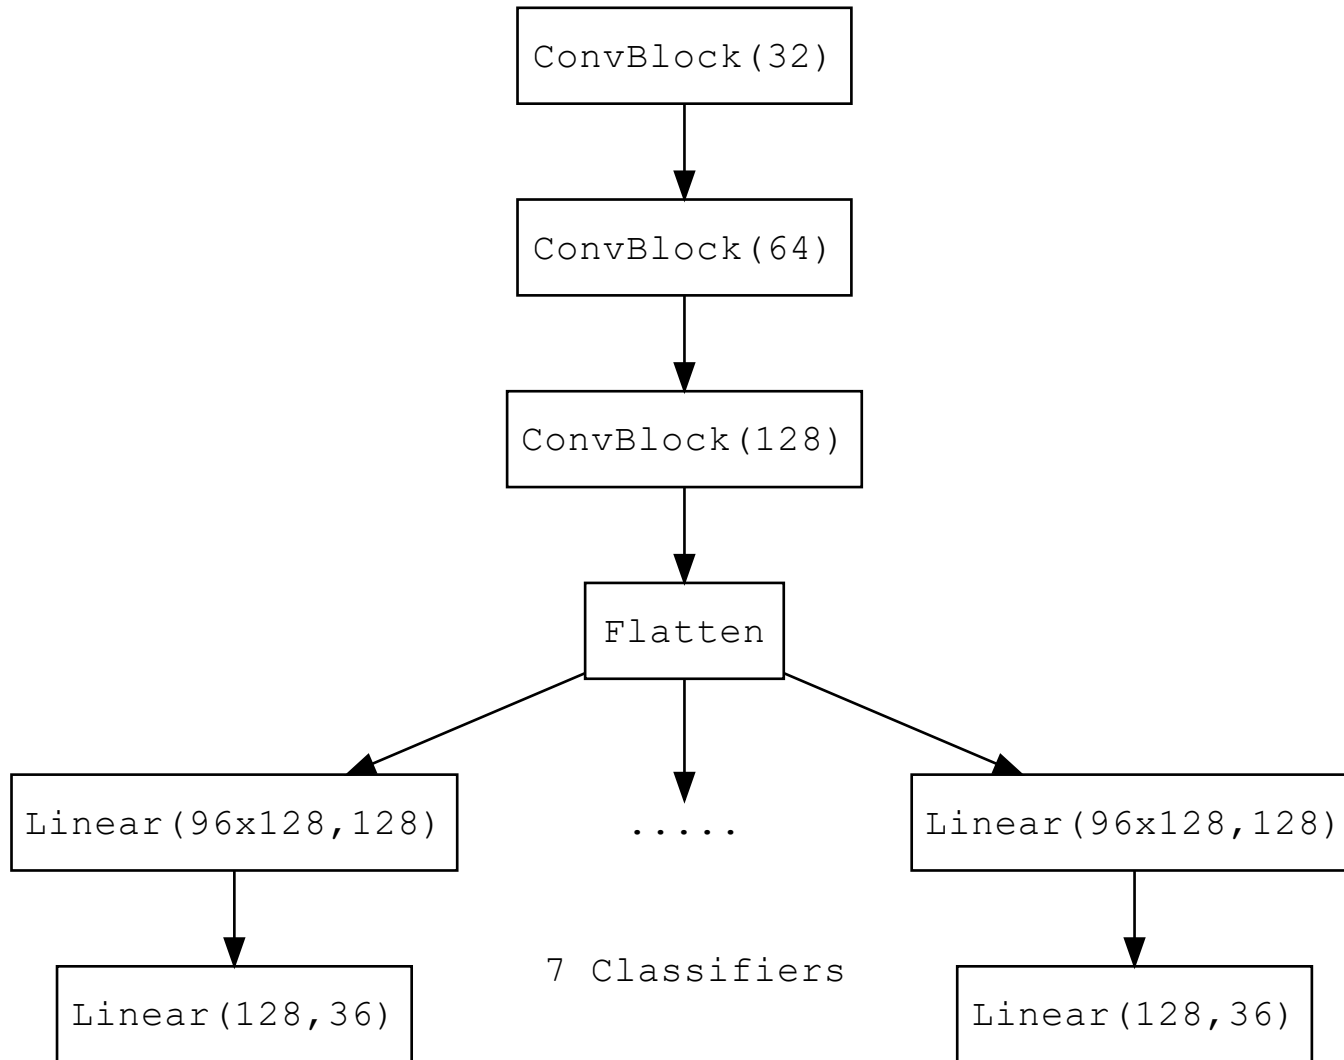 ConvBlock(32)
ConvBlock(64)
ConvBlock(128)
Flatten
Linear(96x128,128)
.....
Linear(96x128,128)
7 Classifiers
Linear(128,36)
Linear(128,36)